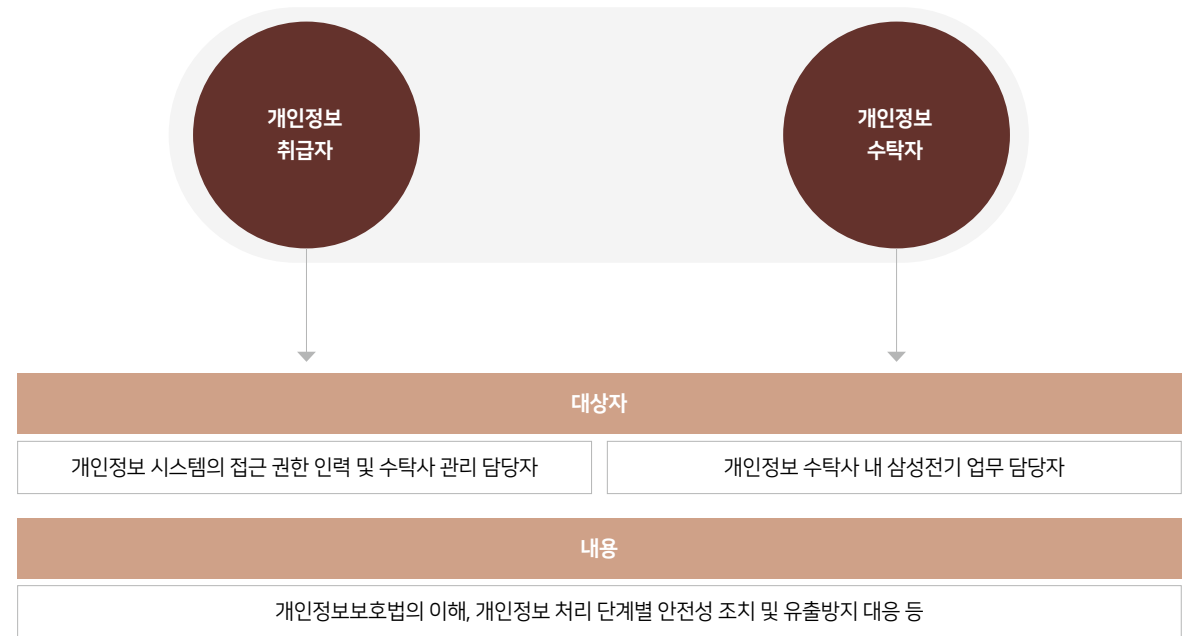 개인정보
취급자
개인정보
수탁자
대상자
개인정보 시스템의 접근 권한 인력 및 수탁사 관리 담당자
개인정보 수탁사 내 삼성전기 업무 담당자
내용
개인정보보호법의 이해, 개인정보 처리 단계별 안전성 조치 및 유출방지 대응 등